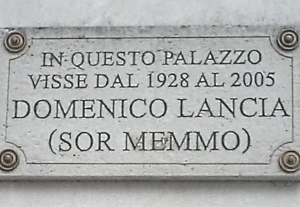 IN QUESTO PALAZZO
VISSE DAL 1928 AL 2005
DOMENICO LANCIA
(SOR MEMMO)